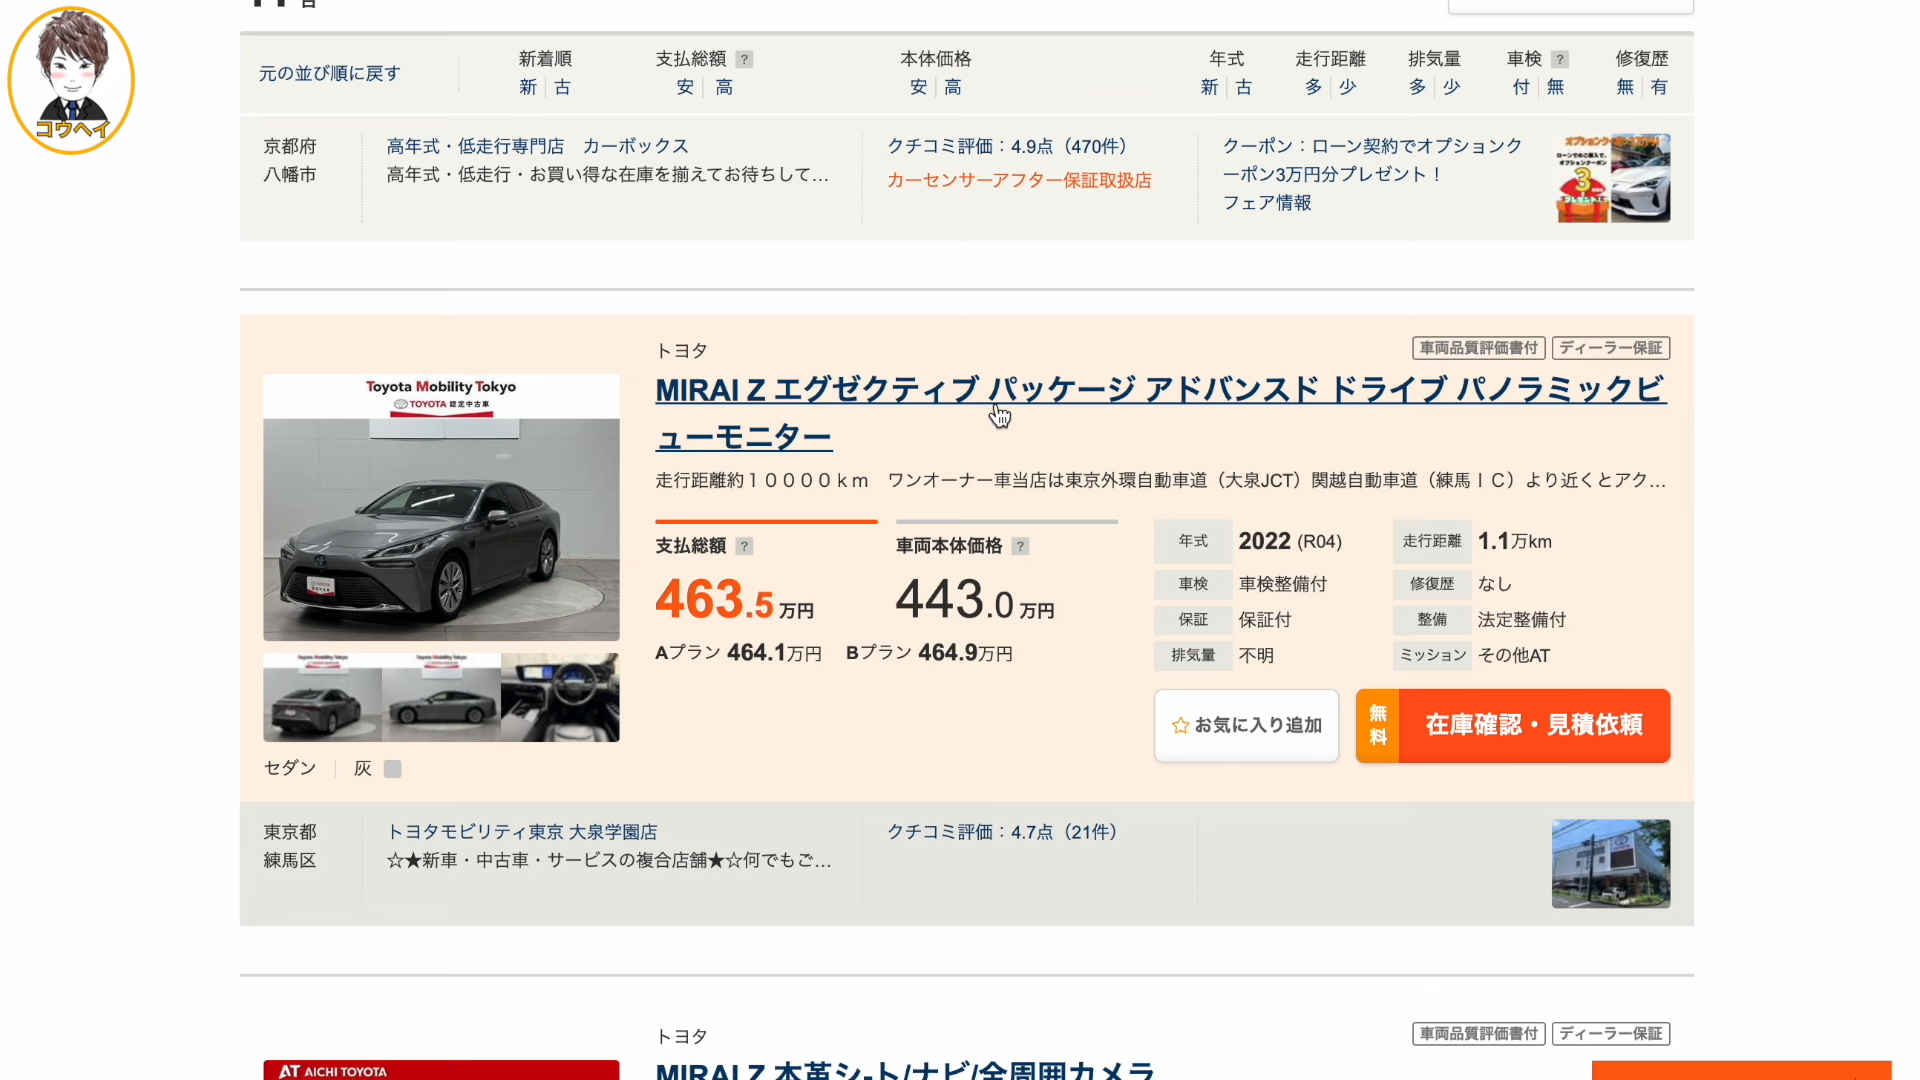 コウヘイ
元の並び順に戻す
新着順
新 古
支払総額 ?
安 高
本体価格
安 高
年式
新 古
走行距離
多 少
排気量
多 少
車検 ?
付 無
修復歴
無 有
京都府
八幡市
高年式・低走行専門店 カーボックス
高年式・低走行・お買い得な在庫を揃えてお待ちして…
クチコミ評価：4.9点（470件）
カーセンサーアフター保証取扱店
クーポン：ローン契約でオプションク
ーポン3万円分プレゼント！
フェア情報
トヨタ
車両品質評価書付 ディーラー保証
MIRAI Z エグゼクティブ パッケージ アドバンスド ドライブ パノラミックビ
ューモニター
走行距離約１００００ｋｍ ワンオーナー車当店は東京外環自動車道（大泉JCT）関越自動車道（練馬ＩＣ）より近くとアク…
Toyota Mobility Tokyo
TOYOTA 認定中古車
支払総額 ?
463.5万円
車両本体価格 ?
443.0万円
Aプラン 464.1万円 Bプラン 464.9万円
年式 2022 (R04)
走行距離 1.1万km
車検 車検整備付
修復歴 なし
保証 保証付
整備 法定整備付
排気量 不明
ミッション その他AT
お気に入り追加
無料 在庫確認・見積依頼
セダン 灰
東京都
練馬区
トヨタモビリティ東京 大泉学園店
☆★新車・中古車・サービスの複合店舗★☆何でもご…
クチコミ評価：4.7点（21件）
トヨタ
車両品質評価書付 ディーラー保証
AT AICHI TOYOTA
MIRAI Z 本革シート/ナビ/全周囲カメラ